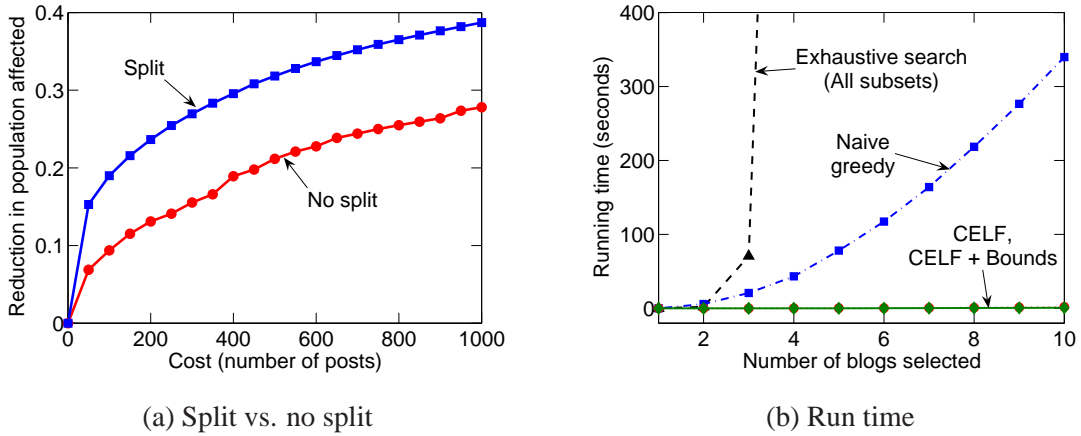 Reduction in population affected
0.4
0.3
0.2
0.1
0
Split
No split
0 200 400 600 800 1000
Cost (number of posts)
(a) Split vs. no split
Running time (seconds)
400
300
200
100
0
Exhaustive search
(All subsets)
Naive
greedy
CELF,
CELF + Bounds
2 4 6 8 10
Number of blogs selected
(b) Run time